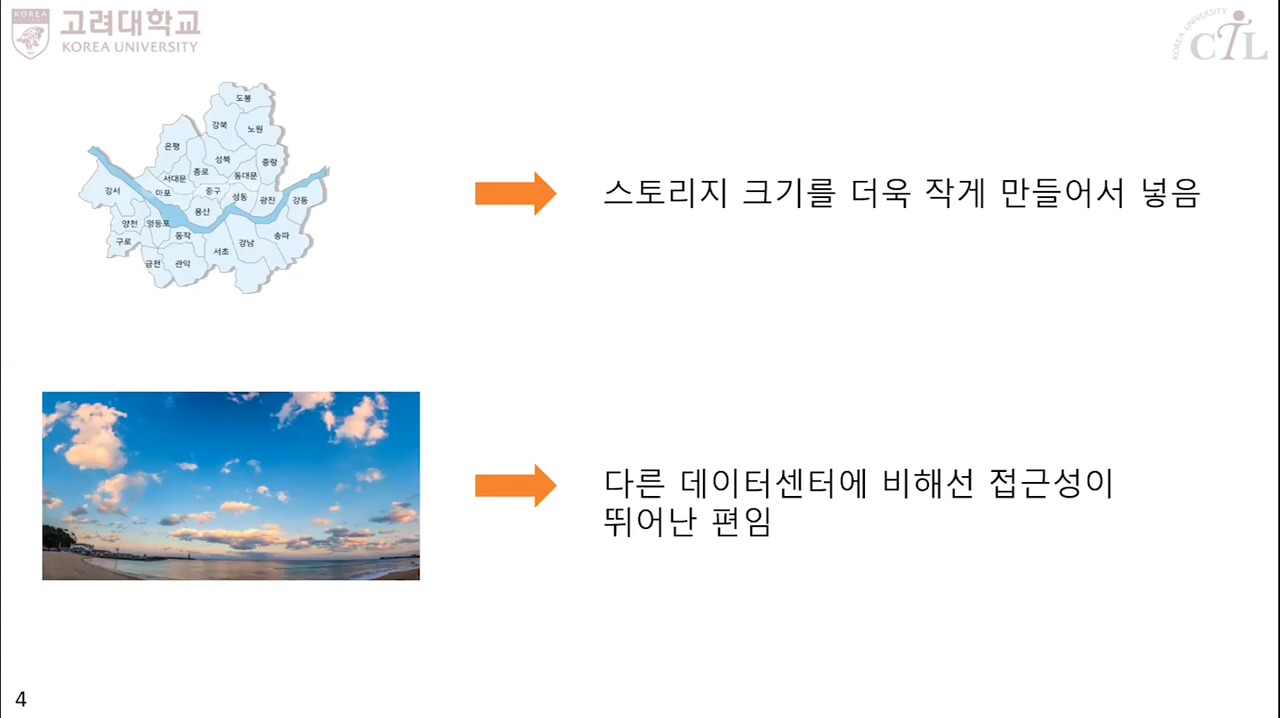 KOREA
고려대학교
KOREA UNIVERSITY
KOREA UNIVERSITY
CTL
도봉
강북
노원
은평
성북
중랑
종로
서대문
동대문
강서
마포
중구
성동
광진
강동
용산
양천
영등포
동작
송파
구로
강남
서초
금천
관악
스토리지 크기를 더욱 작게 만들어서 넣음
다른 데이터센터에 비해선 접근성이
뛰어난 편임
4